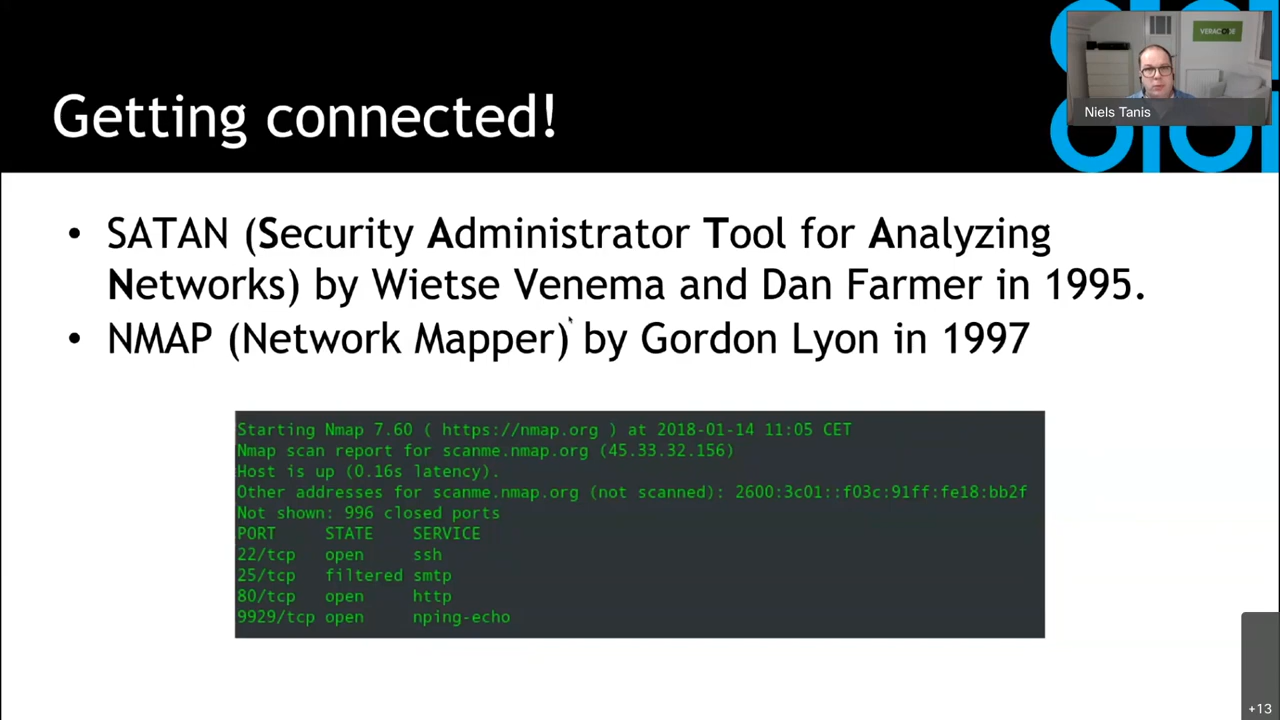 Getting connected!
VERACODE
Niels Tanis
• SATAN (Security Administrator Tool for Analyzing
Networks) by Wietse Venema and Dan Farmer in 1995.
• NMAP (Network Mapper) by Gordon Lyon in 1997
Starting Nmap 7.60 ( https://nmap.org ) at 2018-01-14 11:05 CET
Nmap scan report for scanme.nmap.org (45.33.32.156)
Host is up (0.16s latency).
Other addresses for scanme.nmap.org (not scanned): 2600:3c01::f03c:91ff:fe18:bb2f
Not shown: 996 closed ports
PORT STATE SERVICE
22/tcp open ssh
25/tcp filtered smtp
80/tcp open http
9929/tcp open nping-echo
+13